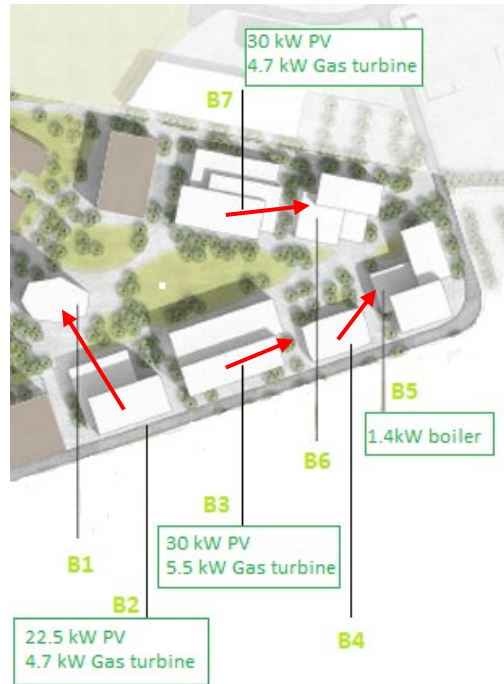 30 kW PV
4.7 kW Gas turbine
B7
B5
1.4kW boiler
B6
B3
30 kW PV
5.5 kW Gas turbine
B1
B2
22.5 kW PV
4.7 kW Gas turbine
B4